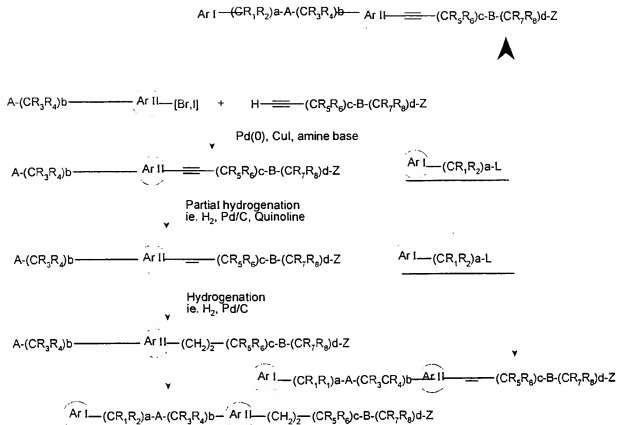 Ar I—(CR1R2)a-A-(CR3R4)b—Ar II—≡—(CR5R6)c-B-(CR7R8)d-Z
A-(CR3R4)b—Ar II—[Br,I] + H—≡—(CR5R6)c-B-(CR7R8)d-Z
Pd(0), CuI, amine base
A-(CR3R4)b—Ar II—≡—(CR5R6)c-B-(CR7R8)d-Z Ar I—(CR1R2)a-L
Partial hydrogenation
ie. H2, Pd/C, Quinoline
A-(CR3R4)b—Ar II—=—(CR5R6)c-B-(CR7R8)d-Z Ar I—(CR1R2)a-L
Hydrogenation
ie. H2, Pd/C
A-(CR3R4)b—Ar II—(CH2)2—(CR5R6)c-B-(CR7R8)d-Z
Ar I—(CR1R1)a-A-(CR3CR4)b—Ar II—=—(CR5R6)c-B-(CR7R8)d-Z
Ar I—(CR1R2)a-A-(CR3R4)b—Ar II—(CH2)2—(CR5R6)c-B-(CR7R8)d-Z